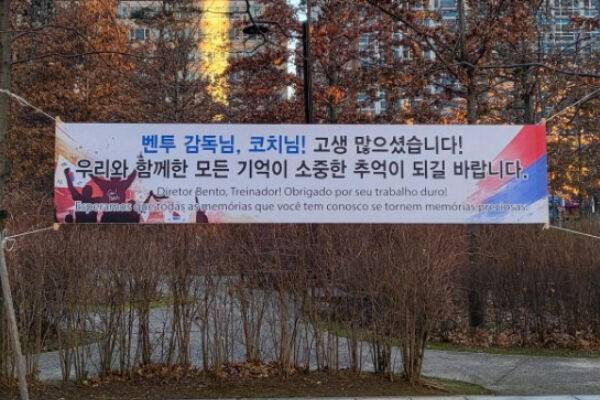 벤투 감독님, 코치님! 고생 많으셨습니다!
우리와 함께한 모든 기억이 소중한 추억이 되길 바랍니다.
Diretor Bento, Treinador! Obrigado por seu trabalho duro!
Esperamos que todas as memórias que você tem conosco se tornem memórias preciosas.